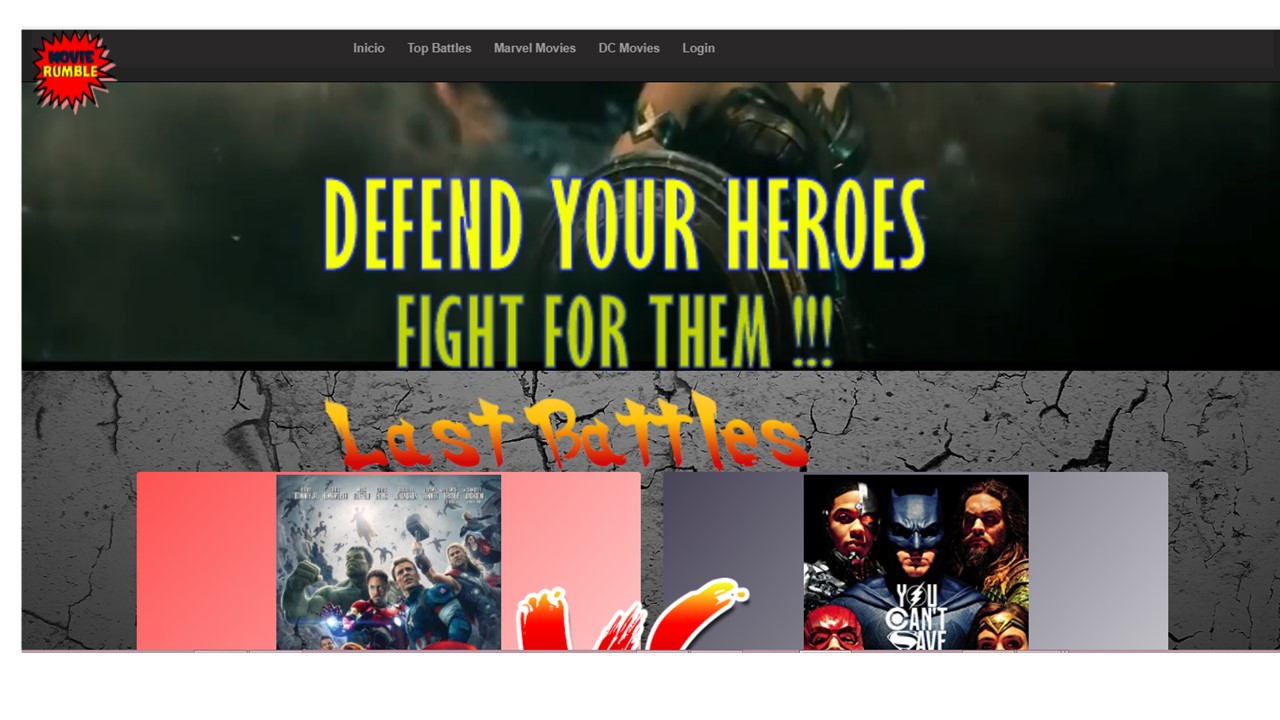 MOVIE
RUMBLE
Inicio Top Battles Marvel Movies DC Movies Login
DEFEND YOUR HEROES
FIGHT FOR THEM !!!
Last Battles
VS
YOU
CAN'T
SAVE